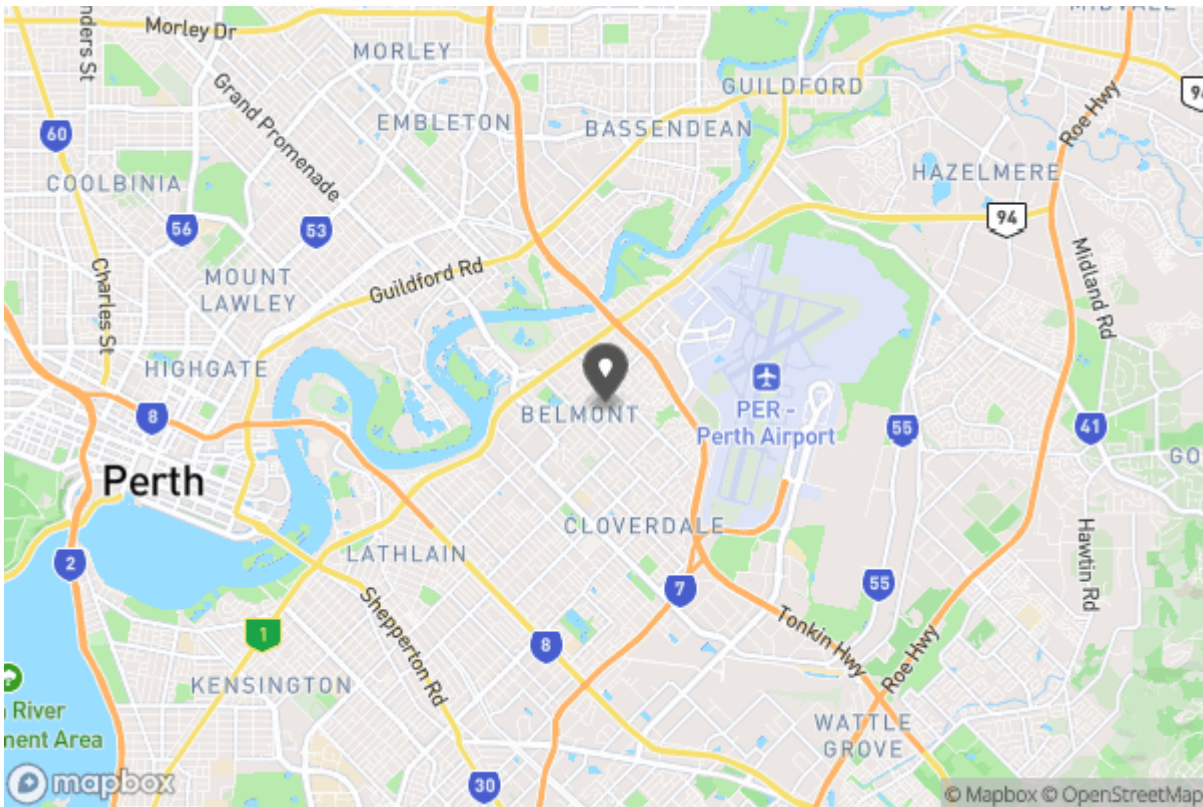 Morley Dr
MORLEY
GUILDFORD
Grand Promenade
EMBLETON
BASSENDEAN
Roe Hwy
60
COOLBINIA
HAZELMERE
94
56
53
MOUNT
LAWLEY
Guildford Rd
Charles St
Midland Rd
HIGHGATE
8
BELMONT
PER -
Perth Airport
55
41
Perth
CLOVERDALE
LATHLAIN
2
7
55
Hawtin Rd
1
Shepperton Rd
8
Tonkin Hwy
Roe Hwy
KENSINGTON
River
ment Area
WATTLE
GROVE
30
mapbox
© Mapbox © OpenStreetMap